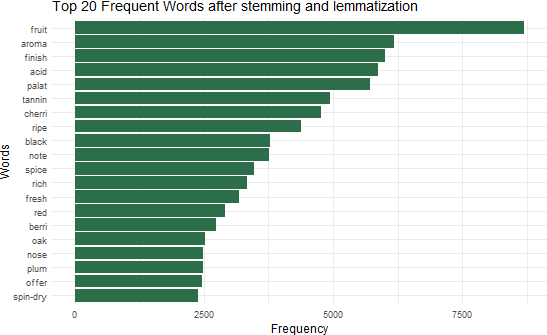 Top 20 Frequent Words after stemming and lemmatization
Words
fruit
aroma
finish
acid
palat
tannin
cherri
ripe
black
note
spice
rich
fresh
red
berri
oak
nose
plum
offer
spin-dry
0 2500 5000 7500
Frequency